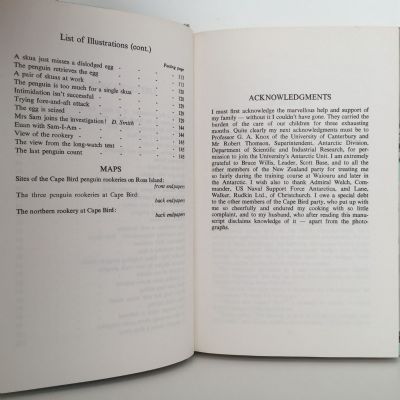 List of Illustrations (cont.)
Facing page
A skua just misses a dislodged egg
The penguin retrieves the egg
A pair of skuas at work
The penguin is too much for a single skua
Intimidation isn't successful
Trying fore-and-aft attack
The egg is seized
Mrs Sam joins the investigation! D. Smith
Euan with Sam-I-Am
View of the rookery
The view from the long-watch tent
The last penguin count
MAPS
Sites of the Cape Bird penguin rookeries on Ross Island:
front endpapers
The three penguin rookeries at Cape Bird:
back endpapers
The northern rookery at Cape Bird:
back endpapers
ACKNOWLEDGMENTS
I must first acknowledge the marvellous help and support of
my family — without it I couldn't have gone. They carried the
burden of the care of our children for three exhausting
months. Quite clearly my next acknowledgments must be to
Professor G. A. Knox of the University of Canterbury and
Mr Robert Thomson, Superintendent, Antarctic Division,
Department of Scientific and Industrial Research, for per-
mission to join the University's Antarctic Unit. I am extremely
grateful to Bruce Willis, Leader, Scott Base, and to all the
other members of the New Zealand party for treating me
so fairly during the training course at Waiouru and later in
the Antarctic. I wish also to thank Admiral Welch, Com-
mander, US Naval Support Force Antarctica, and Lane,
Walker, Rudkin Ltd., of Christchurch. I owe a special debt
to the other members of the Cape Bird party, who put up with
me so cheerfully and endured my cooking with so little
complaint, and to my husband, who after reading this manu-
script disclaims knowledge of it — apart from the photo-
graphs.